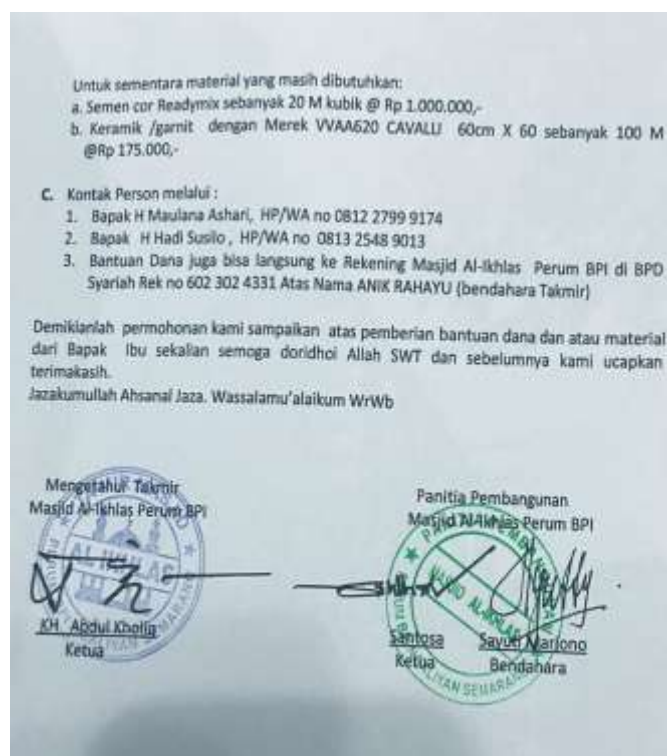 Untuk sementara material yang masih dibutuhkan:
a. Semen cor Readymix sebanyak 20 M kubik @ Rp 1.000.000,-
b. Keramik /garnit dengan Merek VVAA620 CAVALLI 60cm X 60 sebanyak 100 M
@Rp 175.000,-
C. Kontak Person melalui :
1. Bapak H Maulana Ashari, HP/WA no 0812 2799 9174
2. Bapak H Hadi Susilo , HP/WA no 0813 2548 9013
3. Bantuan Dana juga bisa langsung ke Rekening Masjid Al-Ikhlas Perum BPI di BPD
Syariah Rek no 602 302 4331 Atas Nama ANIK RAHAYU (bendahara Takmir)
Demikianlah permohonan kami sampaikan atas pemberian bantuan dana dan atau material
dari Bapak Ibu sekalian semoga doridhoi Allah SWT dan sebelumnya kami ucapkan
terimakasih.
Jazakumullah Ahsanal Jaza. Wassalamu'alaikum WrWb
Mengetahui Takmir
Masjid Al-Ikhlas Perum BPI
AL IKHLAS
KH. Abdul Kholiq
Ketua
Panitia Pembangunan
Masjid Al-Ikhlas Perum BPI
MASJID AL-IKHLAS
Santosa
Ketua
Sayuti Marjono
Bendahara